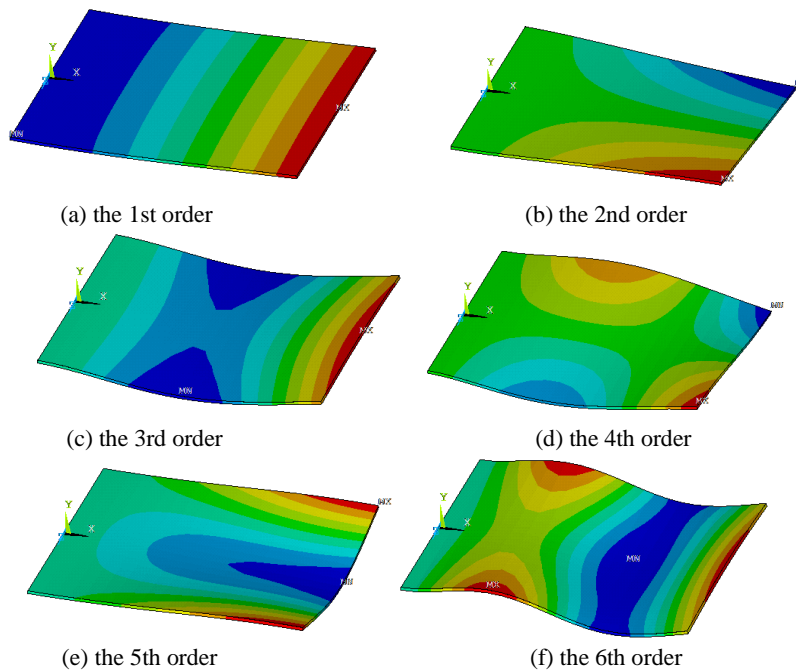 Y
X
MN
MX
Y
X
MX
(a) the 1st order
(b) the 2nd order
Y
X
MX
MN
Y
X
MN
MX
(c) the 3rd order
(d) the 4th order
Y
X
MX
MN
Y
X
MN
MX
(e) the 5th order
(f) the 6th order